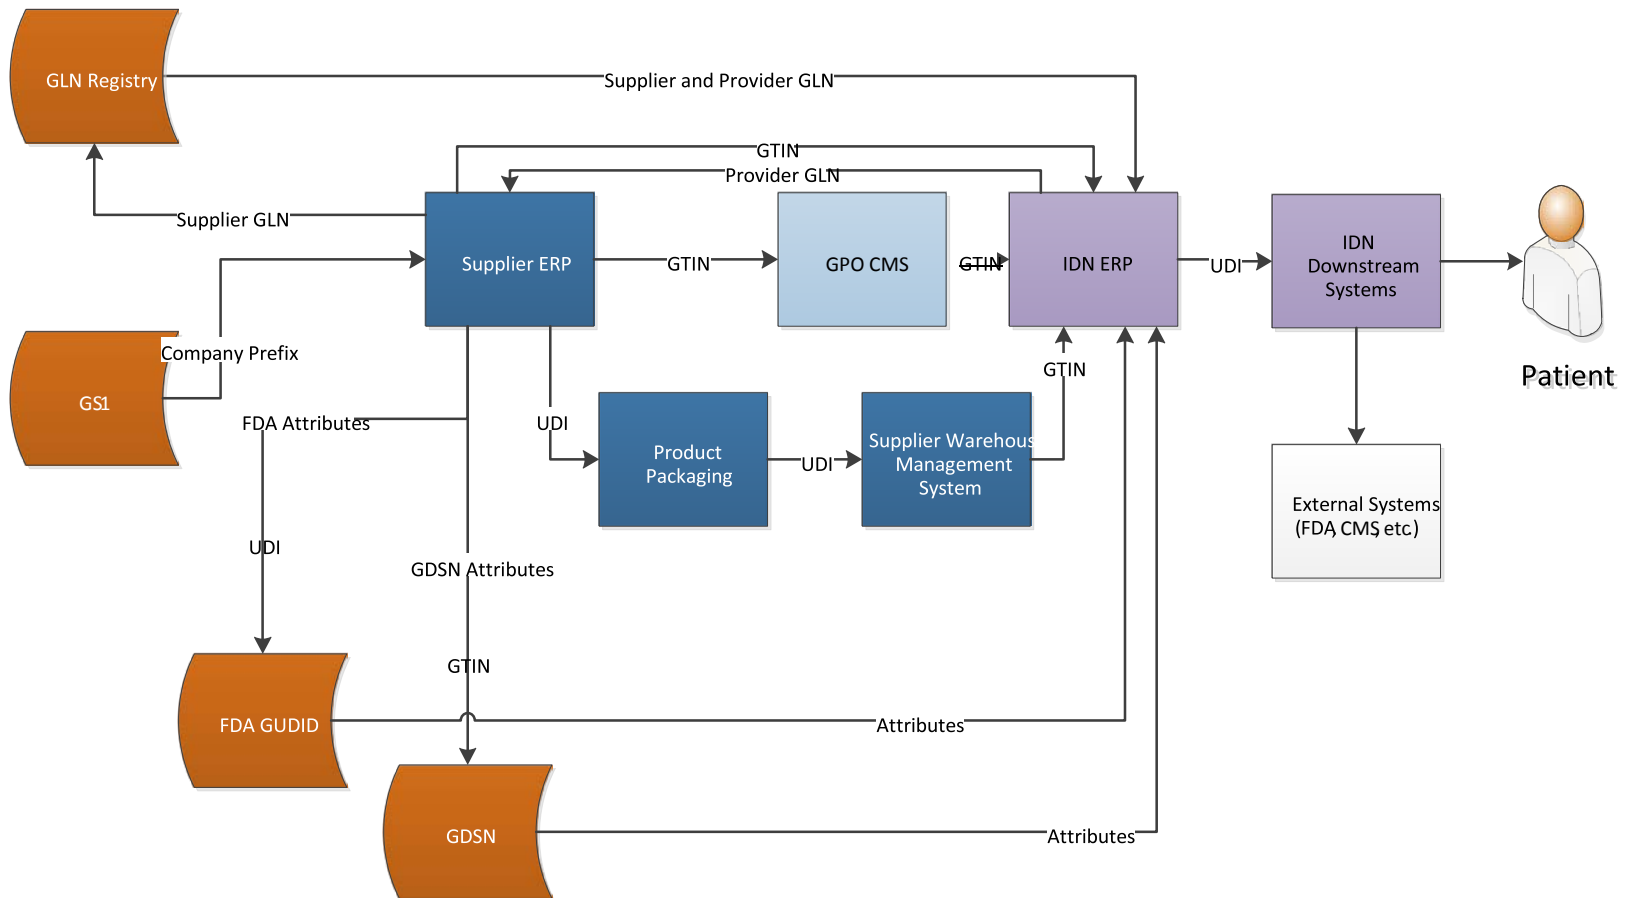 GLN Registry
Supplier and Provider GLN
GTIN
Provider GLN
Supplier GLN
Supplier ERP
GTIN
GPO CMS
GTIN
IDN ERP
UDI
IDN
Downstream
Systems
Patient
Company Prefix
GS1
FDA Attributes
UDI
GTIN
Product
Packaging
UDI
Supplier Warehous
Management
System
External Systems
(FDA, CMS, etc.)
UDI
GDSN Attributes
GTIN
FDA GUDID
Attributes
GDSN
Attributes